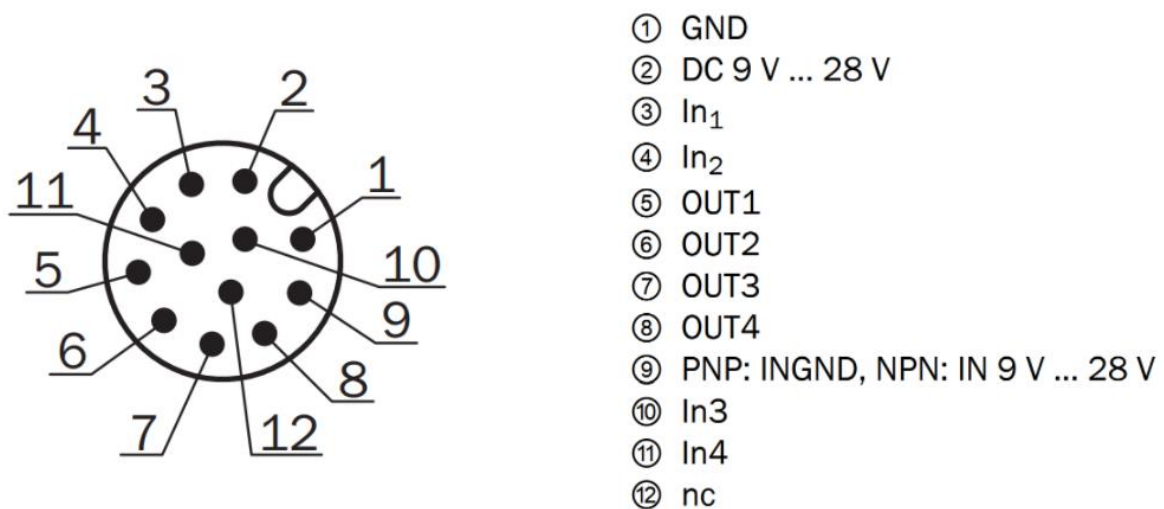 3
2
4
1
11
10
5
9
6
8
7
12
① GND
② DC 9 V ... 28 V
③ In₁
④ In₂
⑤ OUT1
⑥ OUT2
⑦ OUT3
⑧ OUT4
⑨ PNP: INGND, NPN: IN 9 V ... 28 V
⑩ In3
⑪ In4
⑫ nc